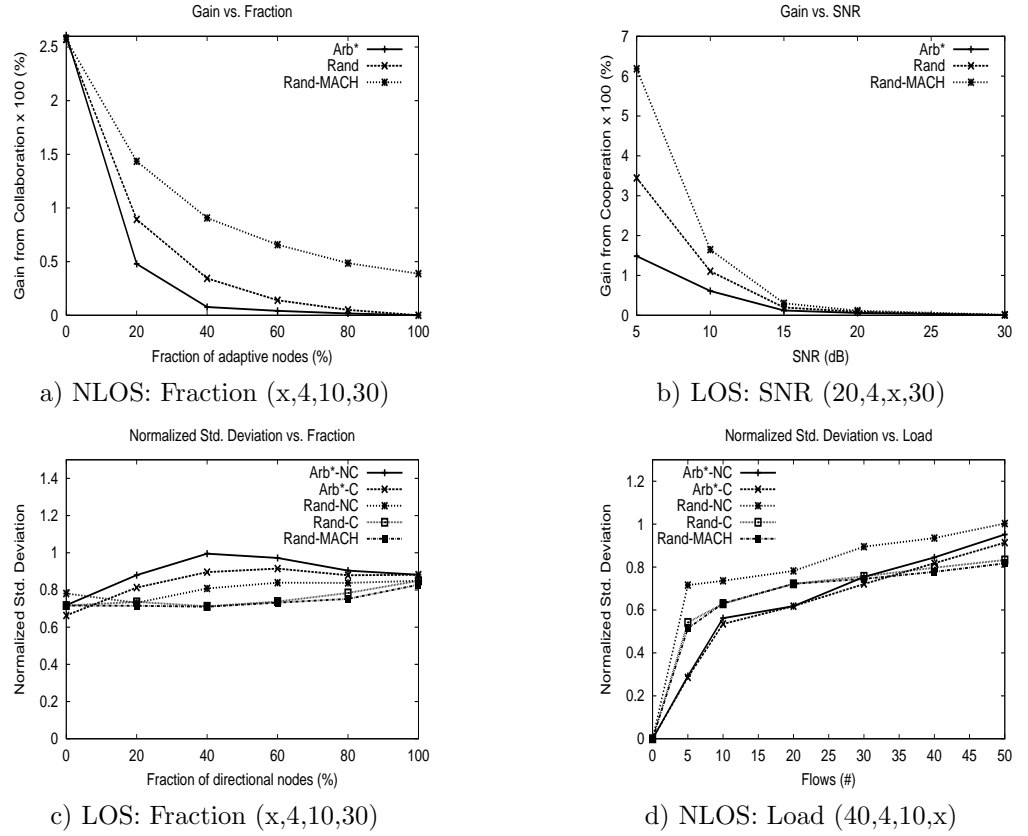 Gain vs. Fraction
Gain from Collaboration x 100 (%)
2.5
2
1.5
1
0.5
0
Arb*
Rand
Rand-MACH
0 20 40 60 80 100
Fraction of adaptive nodes (%)
a) NLOS: Fraction (x,4,10,30)
Gain vs. SNR
Gain from Cooperation x 100 (%)
7
6
5
4
3
2
1
0
Arb*
Rand
Rand-MACH
5 10 15 20 25 30
SNR (dB)
b) LOS: SNR (20,4,x,30)
Normalized Std. Deviation vs. Fraction
Normalized Std. Deviation
1.4
1.2
1
0.8
0.6
0.4
0.2
0
Arb*-NC
Arb*-C
Rand-NC
Rand-C
Rand-MACH
0 20 40 60 80 100
Fraction of directional nodes (%)
c) LOS: Fraction (x,4,10,30)
Normalized Std. Deviation vs. Load
Normalized Std. Deviation
1.2
1
0.8
0.6
0.4
0.2
0
Arb*-NC
Arb*-C
Rand-NC
Rand-C
Rand-MACH
0 5 10 15 20 25 30 35 40 45 50
Flows (#)
d) NLOS: Load (40,4,10,x)